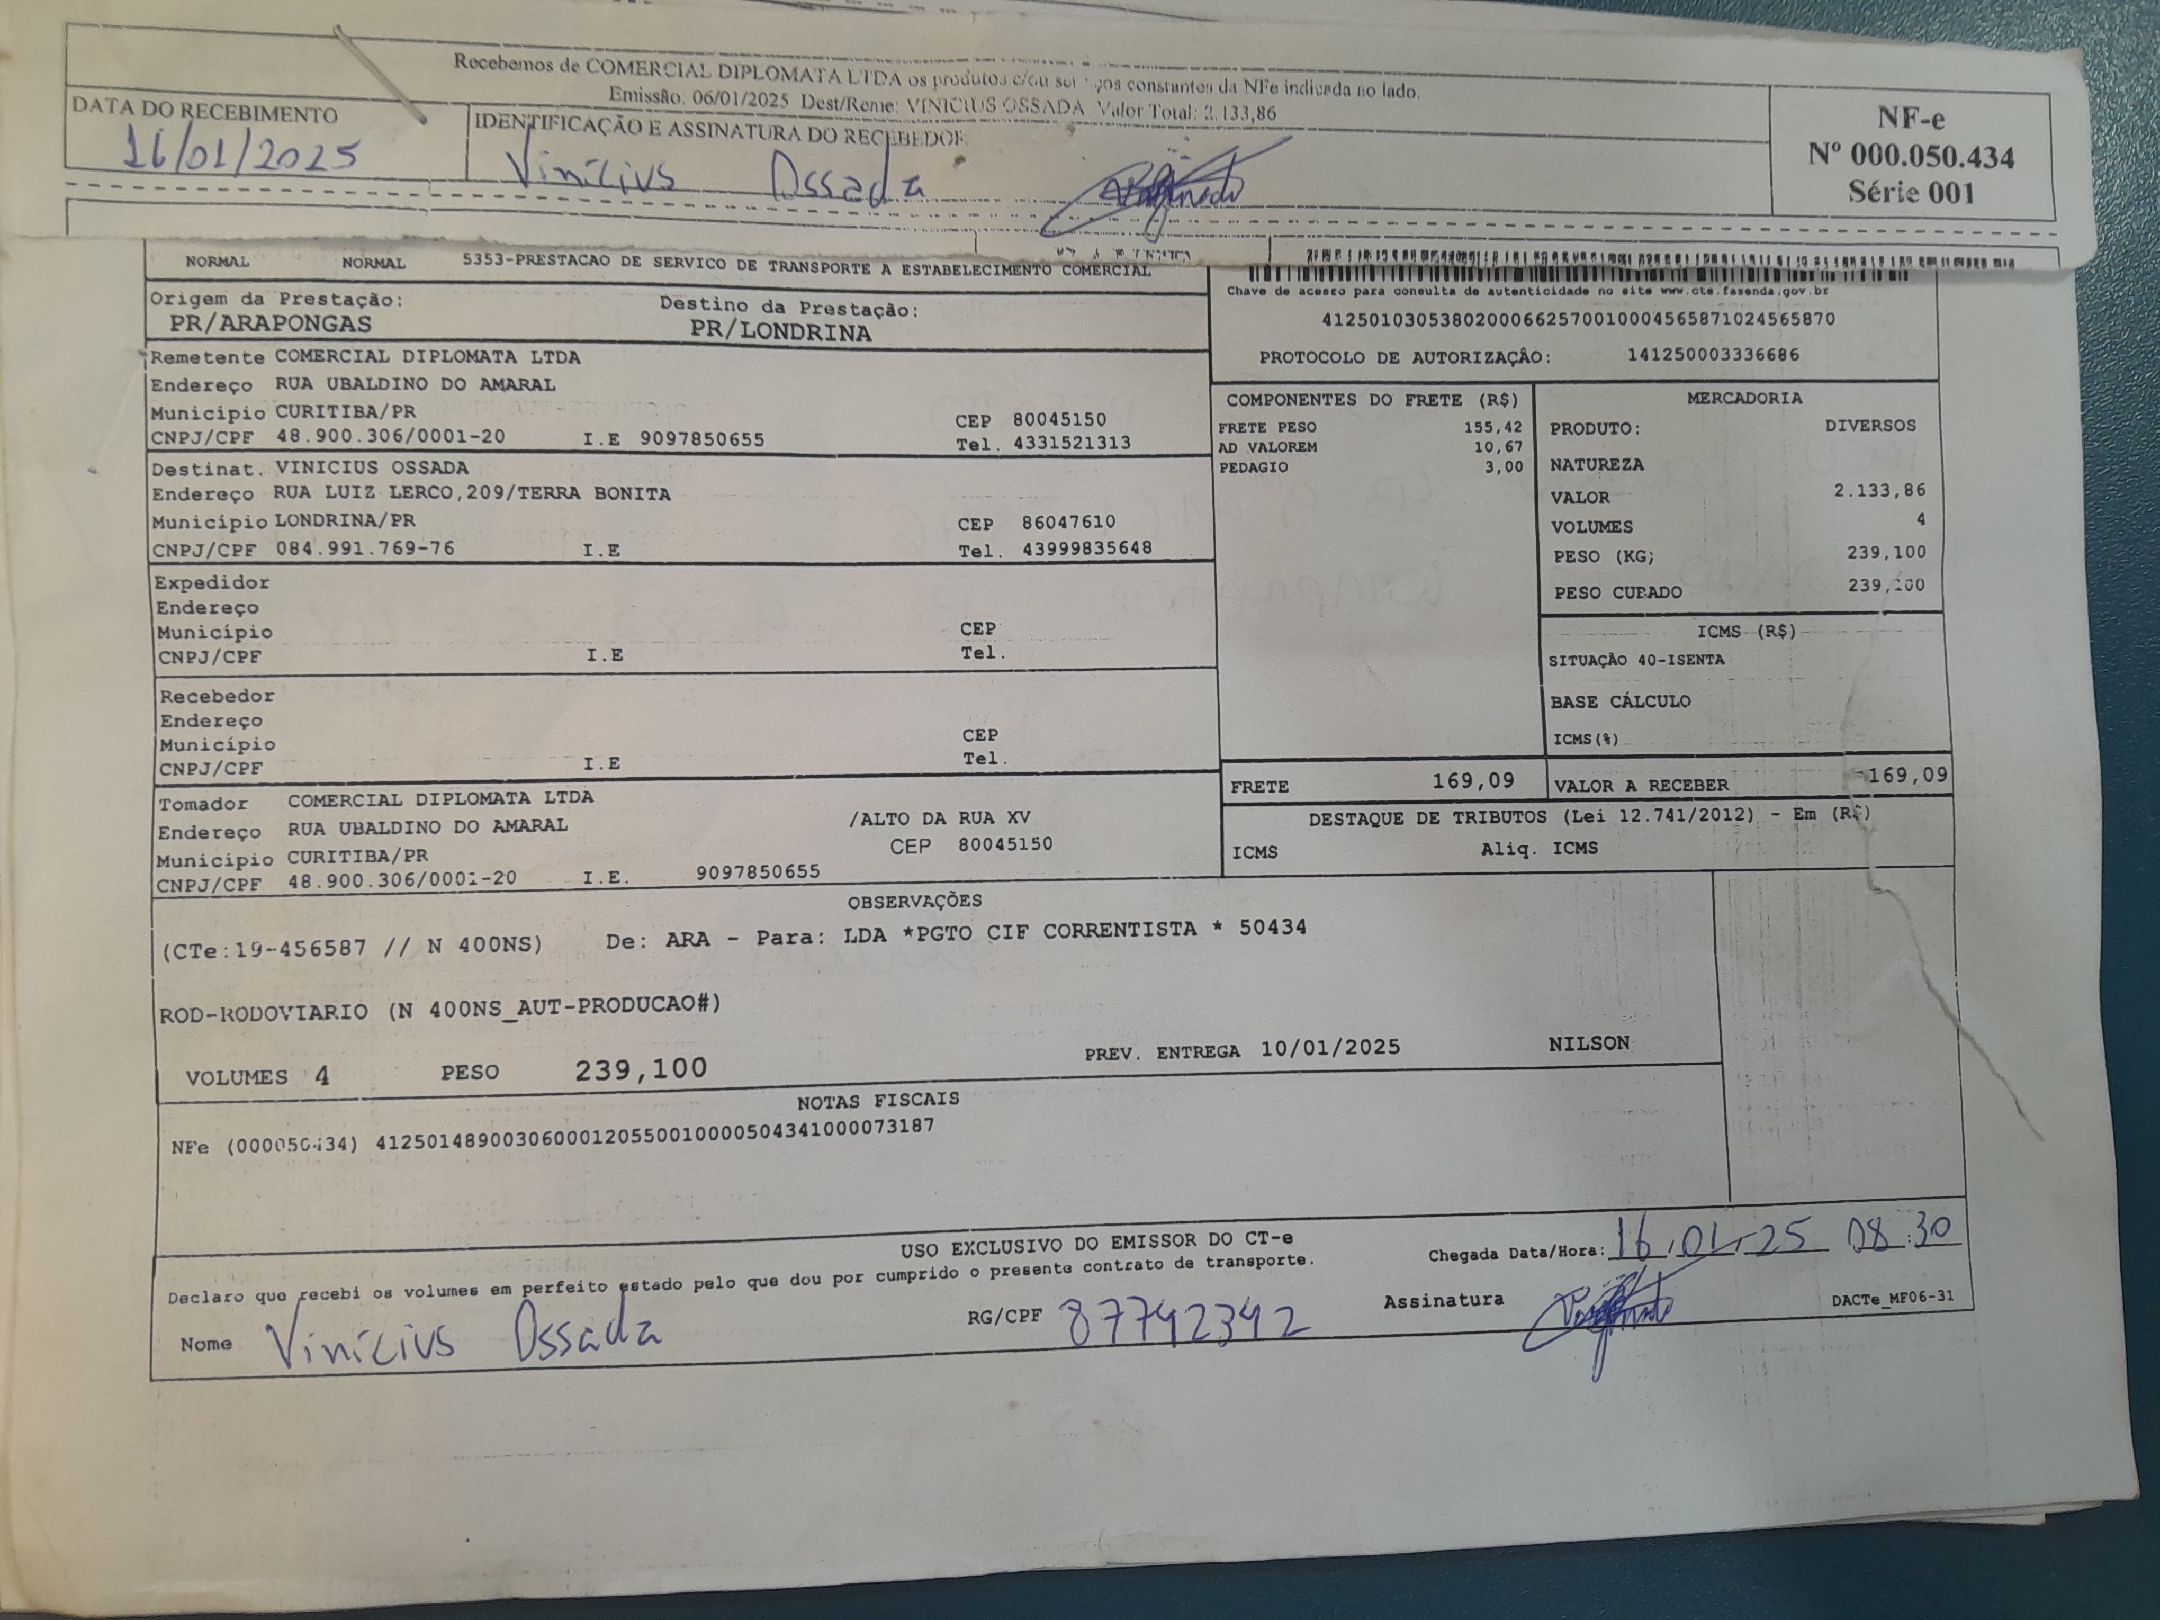 Recebemos de COMERCIAL DIPLOMATA LTDA os produtos e/ou serviços constantes da NFe indicada ao lado.
Emissão: 06/01/2025 Dest/Reme: VINICIUS OSSADA Valor Total: 2.133,86
DATA DO RECEBIMENTO
16/01/2025
IDENTIFICAÇÃO E ASSINATURA DO RECEBEDOR
Vinícius Ossada
NF-e
Nº 000.050.434
Série 001
NORMAL NORMAL 5353-PRESTACAO DE SERVICO DE TRANSPORTE A ESTABELECIMENTO COMERCIAL
Origem da Prestação: Destino da Prestação:
PR/ARAPONGAS PR/LONDRINA
Chave de acesso para consulta de autenticidade no site www.cte.fazenda.gov.br
41250103053802000662570010004565871024565870
PROTOCOLO DE AUTORIZAÇÂO: 141250003336686
Remetente COMERCIAL DIPLOMATA LTDA
Endereço RUA UBALDINO DO AMARAL
Município CURITIBA/PR CEP 80045150
CNPJ/CPF 48.900.306/0001-20 I.E 9097850655 Tel. 4331521313
Destinat. VINICIUS OSSADA
Endereço RUA LUIZ LERCO,209/TERRA BONITA
Município LONDRINA/PR CEP 86047610
CNPJ/CPF 084.991.769-76 I.E Tel. 43999835648
Expedidor
Endereço
Município CEP
CNPJ/CPF I.E Tel.
Recebedor
Endereço
Município CEP
CNPJ/CPF I.E Tel.
Tomador COMERCIAL DIPLOMATA LTDA
Endereço RUA UBALDINO DO AMARAL /ALTO DA RUA XV
Município CURITIBA/PR CEP 80045150
CNPJ/CPF 48.900.306/0001-20 I.E. 9097850655
COMPONENTES DO FRETE (R$)
FRETE PESO 155,42
AD VALOREM 10,67
PEDAGIO 3,00
MERCADORIA
PRODUTO: DIVERSOS
NATUREZA
VALOR 2.133,86
VOLUMES 4
PESO (KG) 239,100
PESO CUBADO 239,100
ICMS (R$)
SITUAÇÃO 40-ISENTA
BASE CÁLCULO
ICMS(%)
FRETE 169,09 VALOR A RECEBER 169,09
DESTAQUE DE TRIBUTOS (Lei 12.741/2012) - Em (R$)
ICMS Aliq. ICMS
OBSERVAÇÕES
(CTe:19-456587 // N 400NS) De: ARA - Para: LDA *PGTO CIF CORRENTISTA * 50434
ROD-RODOVIARIO (N 400NS_AUT-PRODUCAO#)
VOLUMES 4 PESO 239,100 PREV. ENTREGA 10/01/2025 NILSON
NOTAS FISCAIS
NFe (000050434) 41250148900306000120550010000504341000073187
USO EXCLUSIVO DO EMISSOR DO CT-e
Declaro que recebi os volumes em perfeito estado pelo que dou por cumprido o presente contrato de transporte.
Chegada Data/Hora: 16/01/25 08:30
Nome Vinícius Ossada RG/CPF 87742342 Assinatura
DACTe_MF06-31